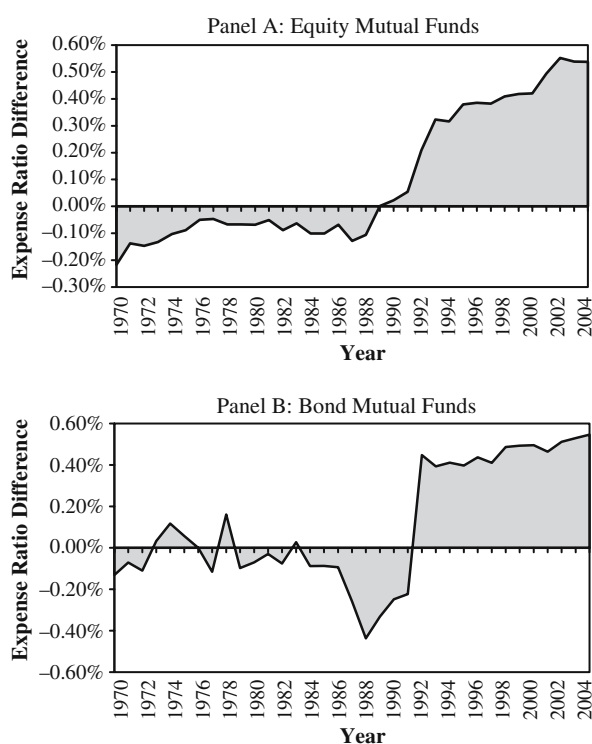 Panel A: Equity Mutual Funds
Expense Ratio Difference
0.60%
0.50%
0.40%
0.30%
0.20%
0.10%
0.00%
–0.10%
–0.20%
–0.30%
1970 1972 1974 1976 1978 1980 1982 1984 1986 1988 1990 1992 1994 1996 1998 2000 2002 2004
Year
Panel B: Bond Mutual Funds
Expense Ratio Difference
0.60%
0.40%
0.20%
0.00%
–0.20%
–0.40%
–0.60%
1970 1972 1974 1976 1978 1980 1982 1984 1986 1988 1990 1992 1994 1996 1998 2000 2002 2004
Year